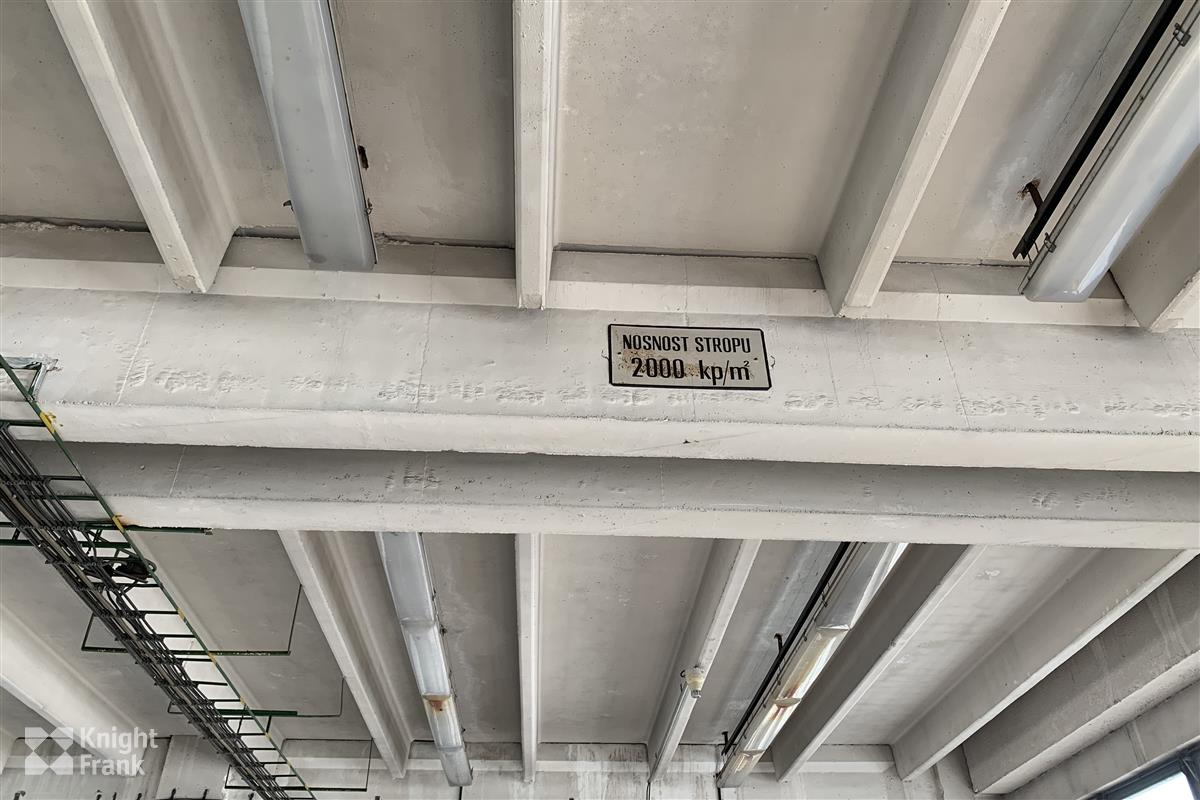 NOSNOST STROPU
2000 kp/m²
Knight
Frank